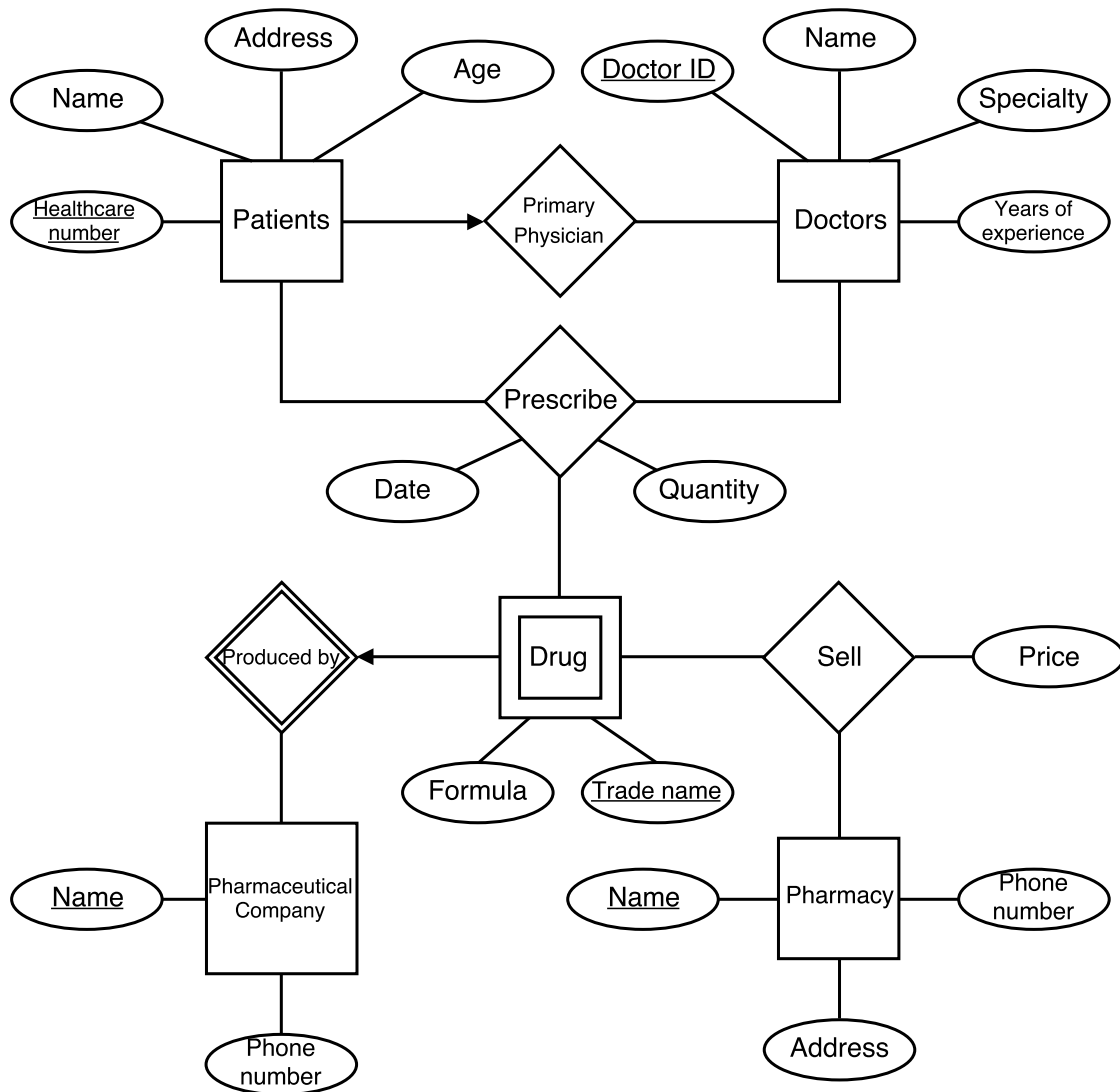 Address
Name
Name
Age
Doctor ID
Specialty
Healthcare
number
Patients
Primary
Physician
Doctors
Years of
experience
Prescribe
Date
Quantity
Produced by
Drug
Sell
Price
Formula
Trade name
Name
Pharmaceutical
Company
Name
Pharmacy
Phone
number
Phone
number
Address